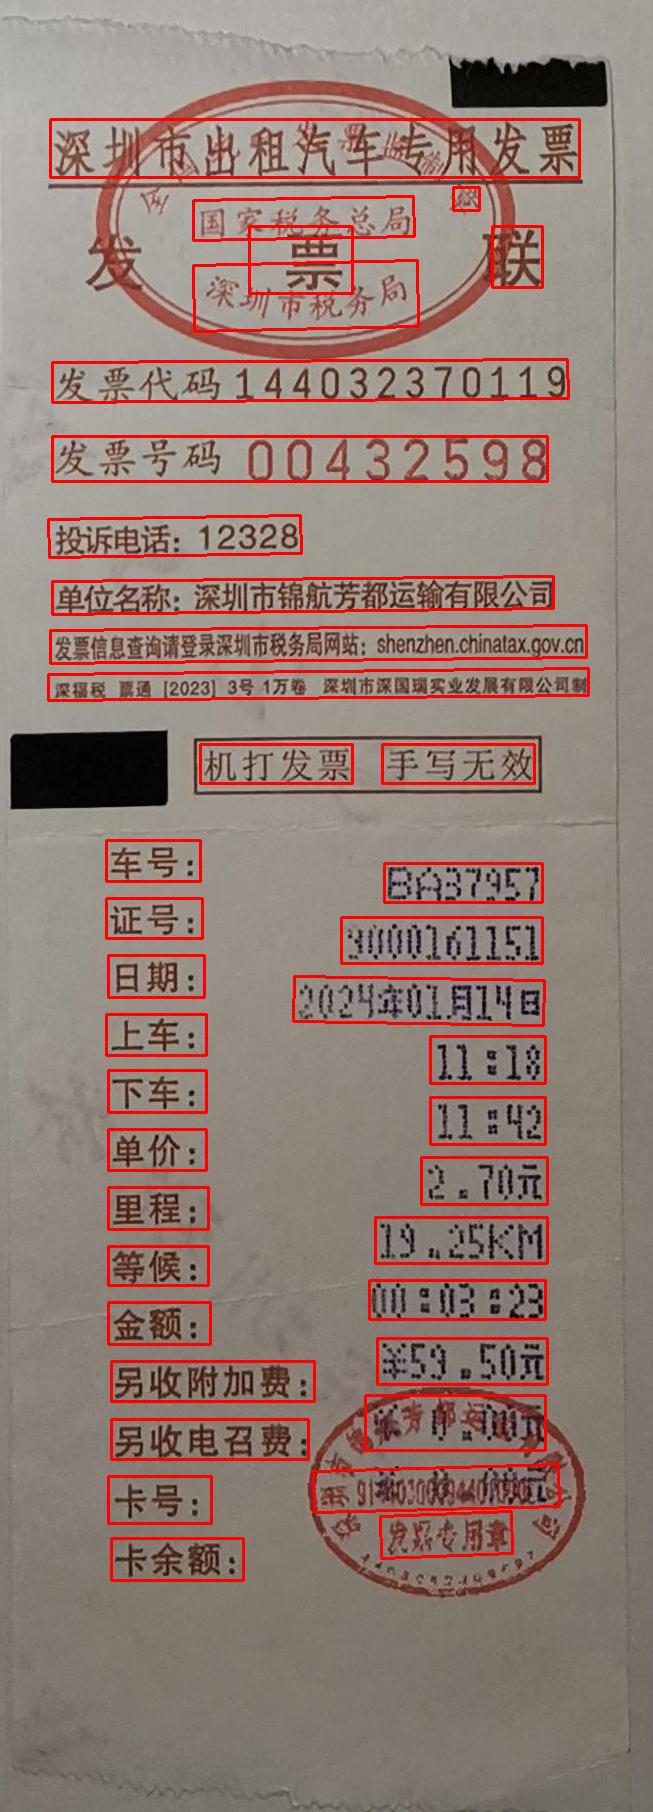 深圳市出租汽车专用发票
国家税务总局
发票联
深圳市税务局
发票代码 144032370119
发票号码 00432598
投诉电话：12328
单位名称：深圳市锦航芳都运输有限公司
发票信息查询请登录深圳市税务局网站：shenzhen.chinatax.gov.cn
深福税 票通 [2023] 3号 1万卷 深圳市深国瑞实业发展有限公司制
机打发票 手写无效
车号： BA37957
证号： 9000161151
日期： 2024年01月14日
上车： 11:18
下车： 11:42
单价： 2.70元
里程： 19.25KM
等候： 00:03:23
金额： ¥59.50元
另收附加费： ¥ 0.00元
另收电召费：
卡号：
发票专用章
卡余额：